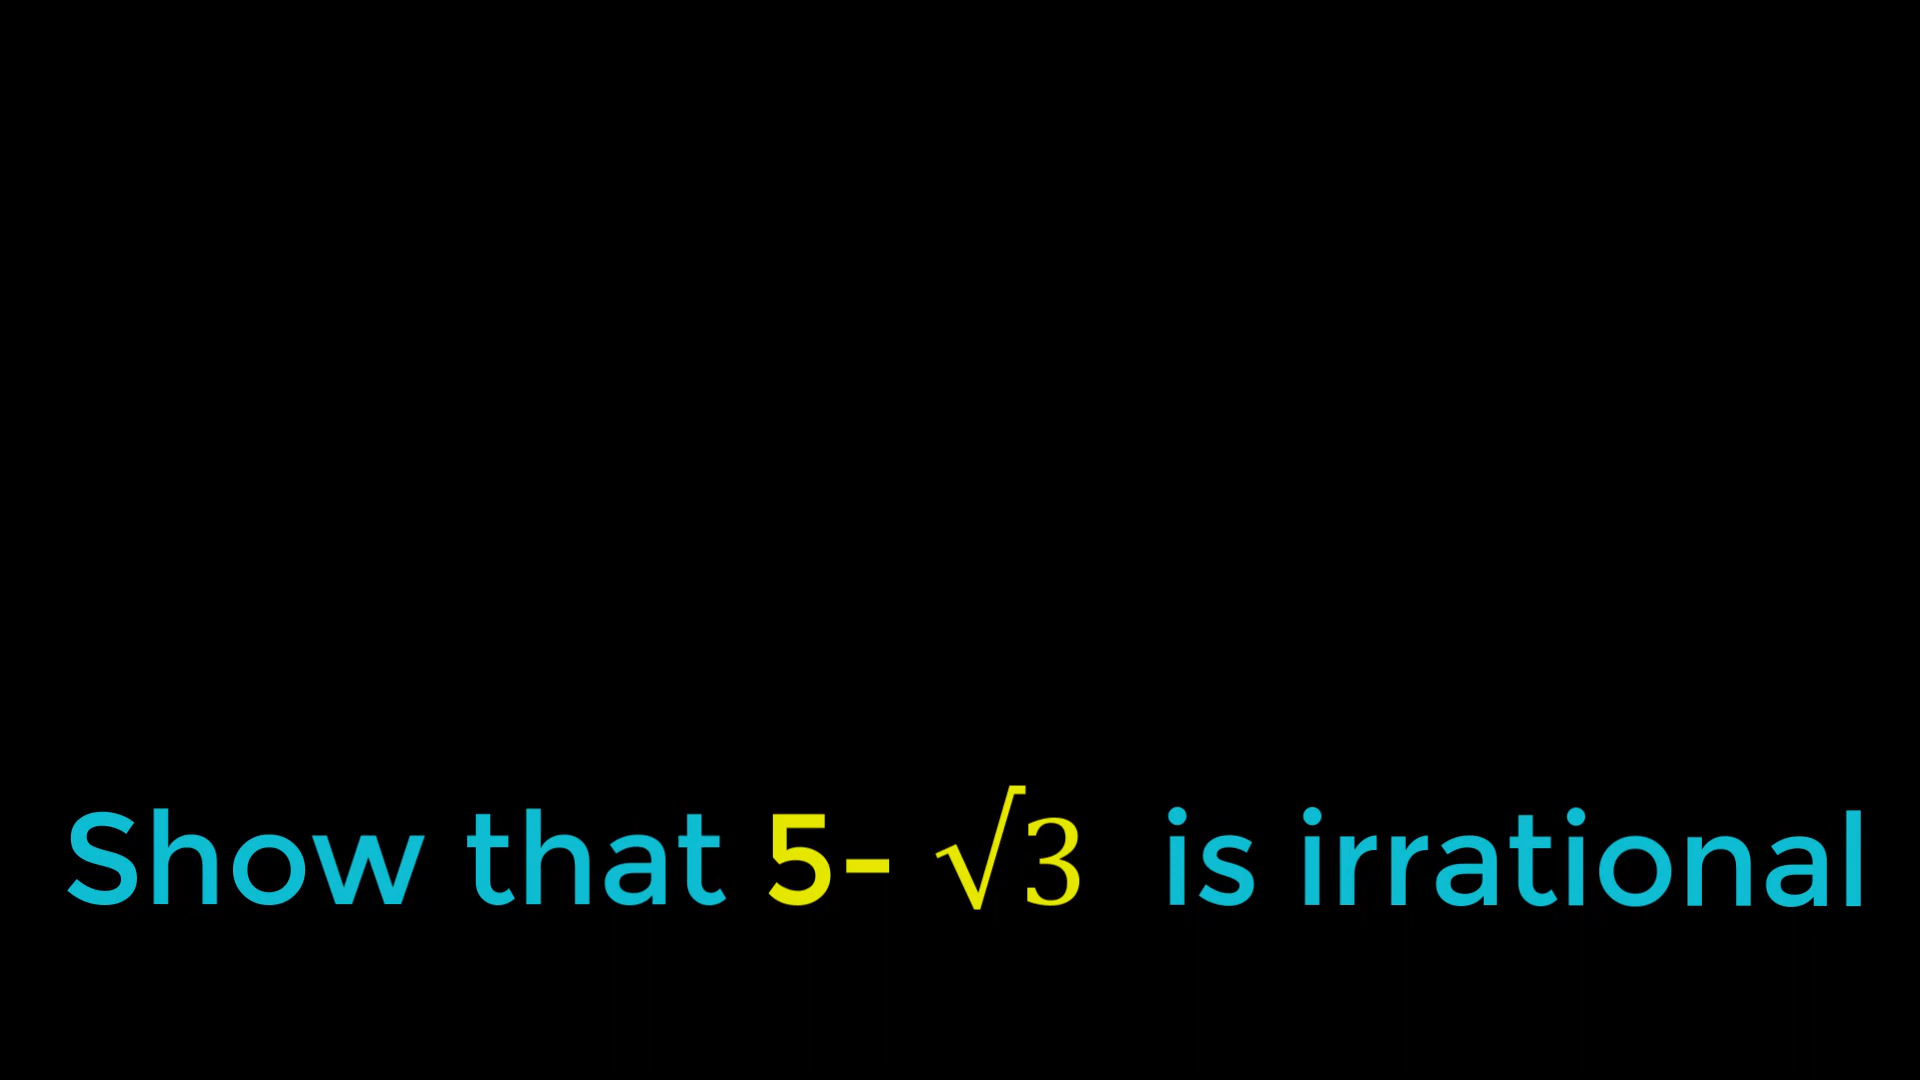 Show that 5- √3 is irrational